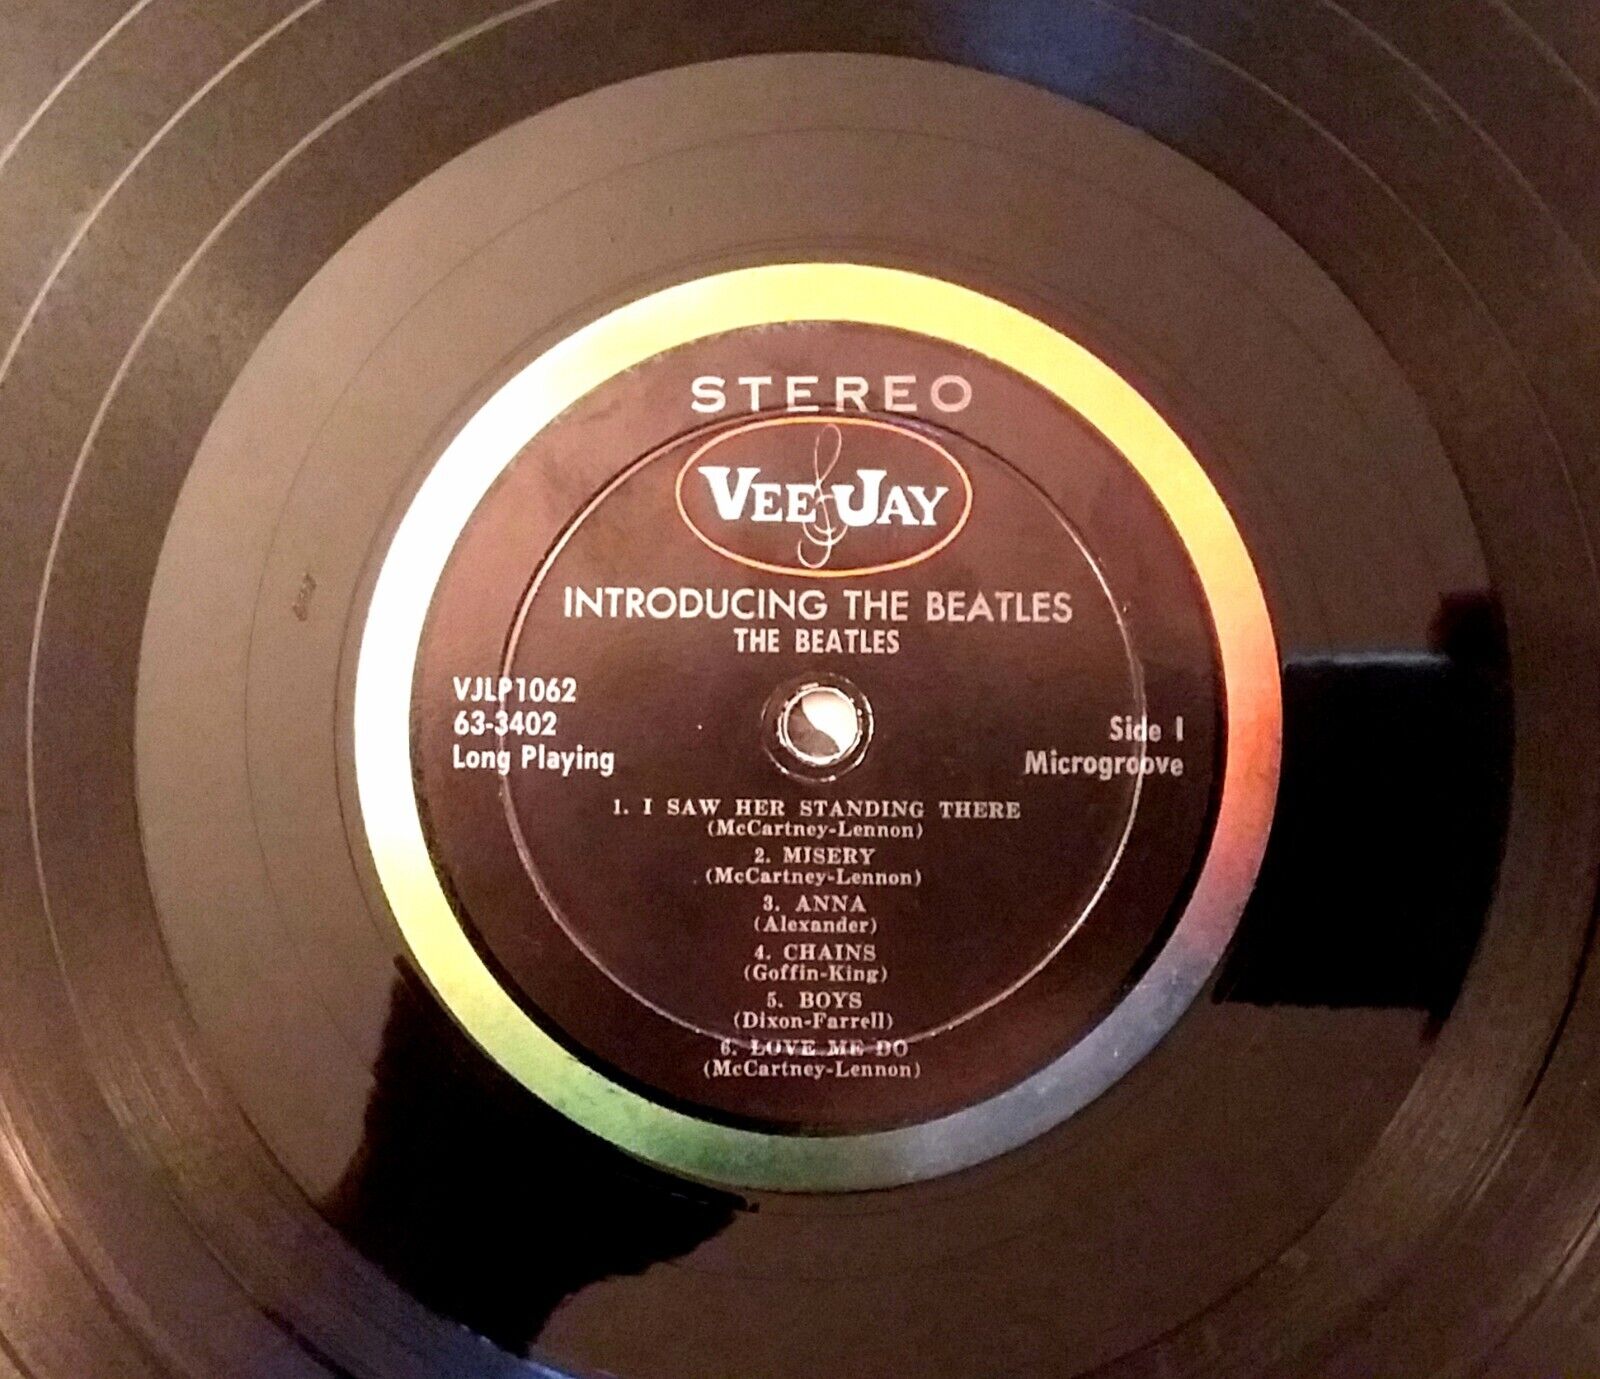 STEREO
VEE JAY
INTRODUCING THE BEATLES
THE BEATLES
VJLP1062
63-3402
Long Playing
Side 1
Microgroove
1. I SAW HER STANDING THERE
(McCartney-Lennon)
2. MISERY
(McCartney-Lennon)
3. ANNA
(Alexander)
4. CHAINS
(Goffin-King)
5. BOYS
(Dixon-Farrell)
6. LOVE ME DO
(McCartney-Lennon)